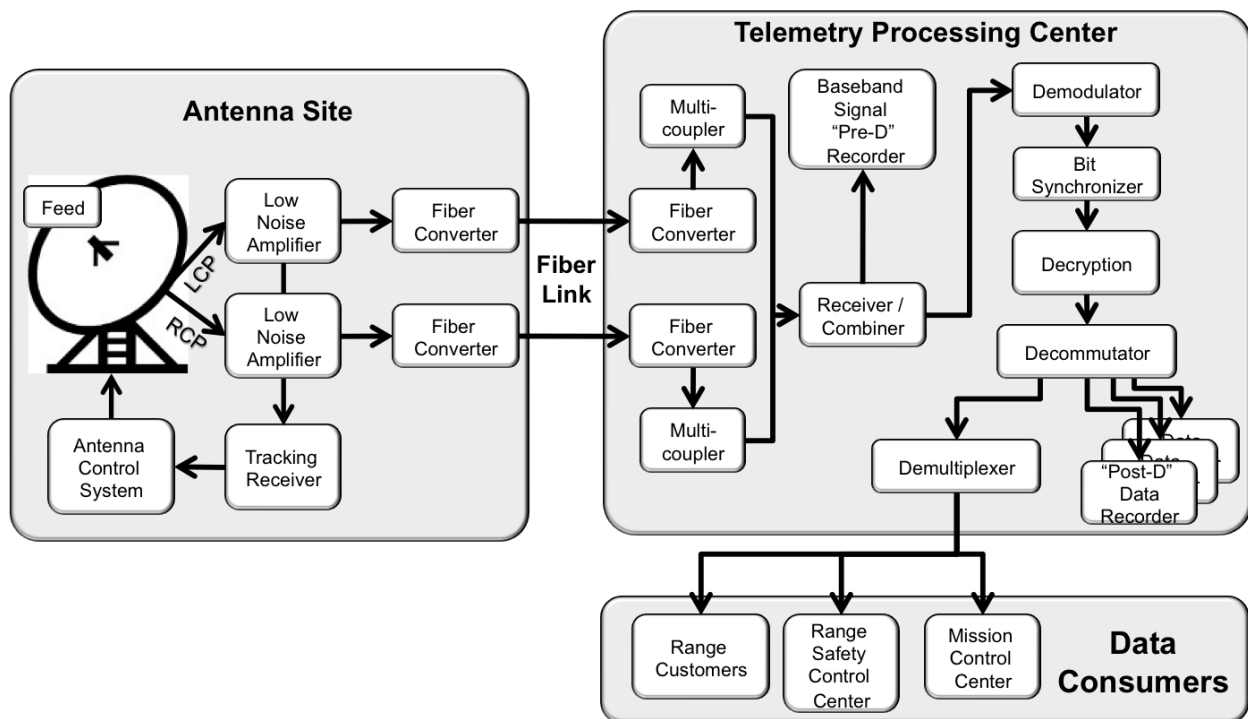 Antenna Site
Feed
LCP
RCP
Low
Noise
Amplifier
Low
Noise
Amplifier
Fiber
Converter
Fiber
Converter
Antenna
Control
System
Tracking
Receiver
Fiber
Link
Telemetry Processing Center
Multi-
coupler
Fiber
Converter
Fiber
Converter
Multi-
coupler
Baseband
Signal
“Pre-D”
Recorder
Receiver /
Combiner
Demodulator
Bit
Synchronizer
Decryption
Decommutator
Demultiplexer
Data
Data
“Post-D”
Data
Recorder
Range
Customers
Range
Safety
Control
Center
Mission
Control
Center
Data
Consumers